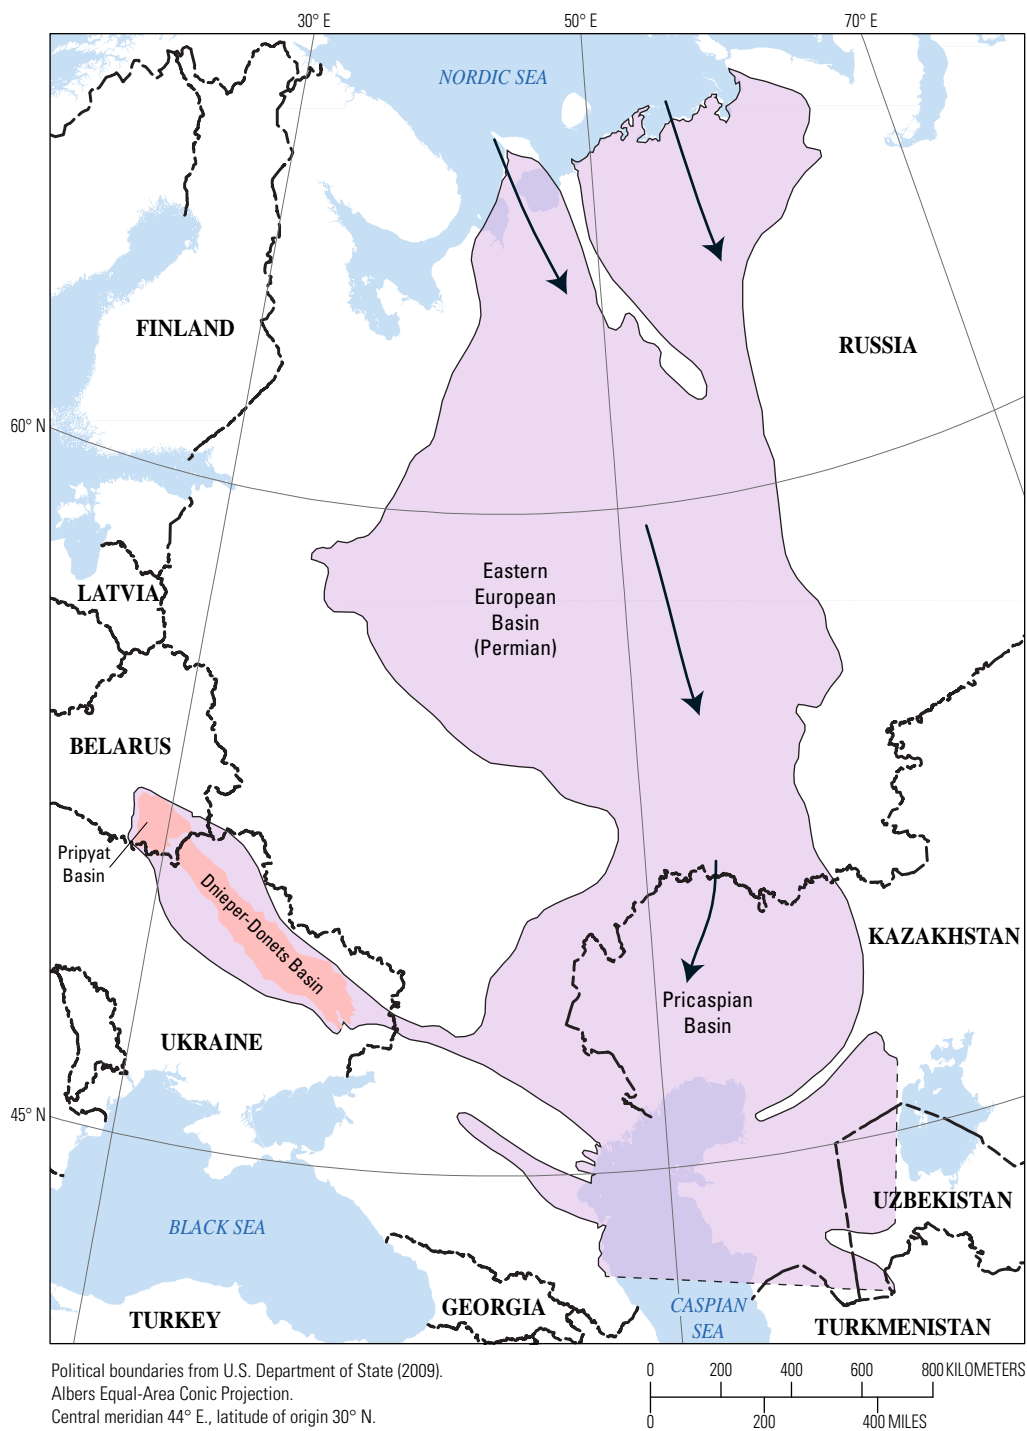 30° E
50° E
70° E
NORDIC SEA
FINLAND
RUSSIA
60° N
Eastern
European
Basin
(Permian)
LATVIA
BELARUS
Pripyat
Basin
Dnieper-Donets Basin
KAZAKHSTAN
Pricaspian
Basin
UKRAINE
45° N
UZBEKISTAN
BLACK SEA
CASPIAN
SEA
GEORGIA
TURKEY
TURKMENISTAN
Political boundaries from U.S. Department of State (2009).
Albers Equal-Area Conic Projection.
Central meridian 44° E., latitude of origin 30° N.
0 200 400 600 800 KILOMETERS
0 200 400 MILES